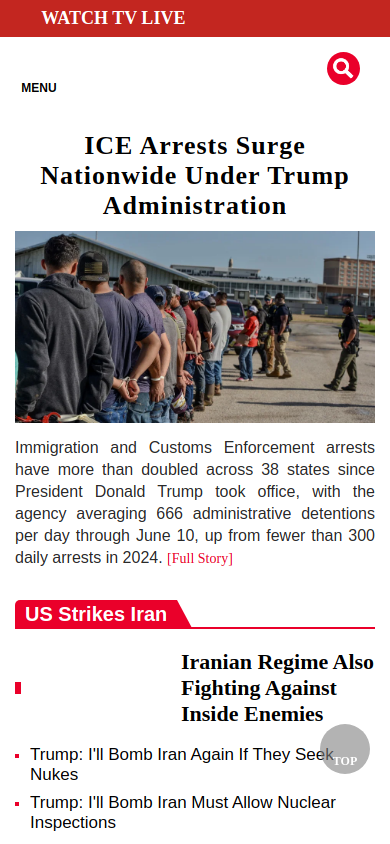 WATCH TV LIVE
MENU
ICE Arrests Surge
Nationwide Under Trump
Administration
Immigration and Customs Enforcement arrests
have more than doubled across 38 states since
President Donald Trump took office, with the
agency averaging 666 administrative detentions
per day through June 10, up from fewer than 300
daily arrests in 2024. [Full Story]
US Strikes Iran
Iranian Regime Also
Fighting Against
Inside Enemies
Trump: I'll Bomb Iran Again If They Seek
Nukes
TOP
Trump: I'll Bomb Iran Must Allow Nuclear
Inspections